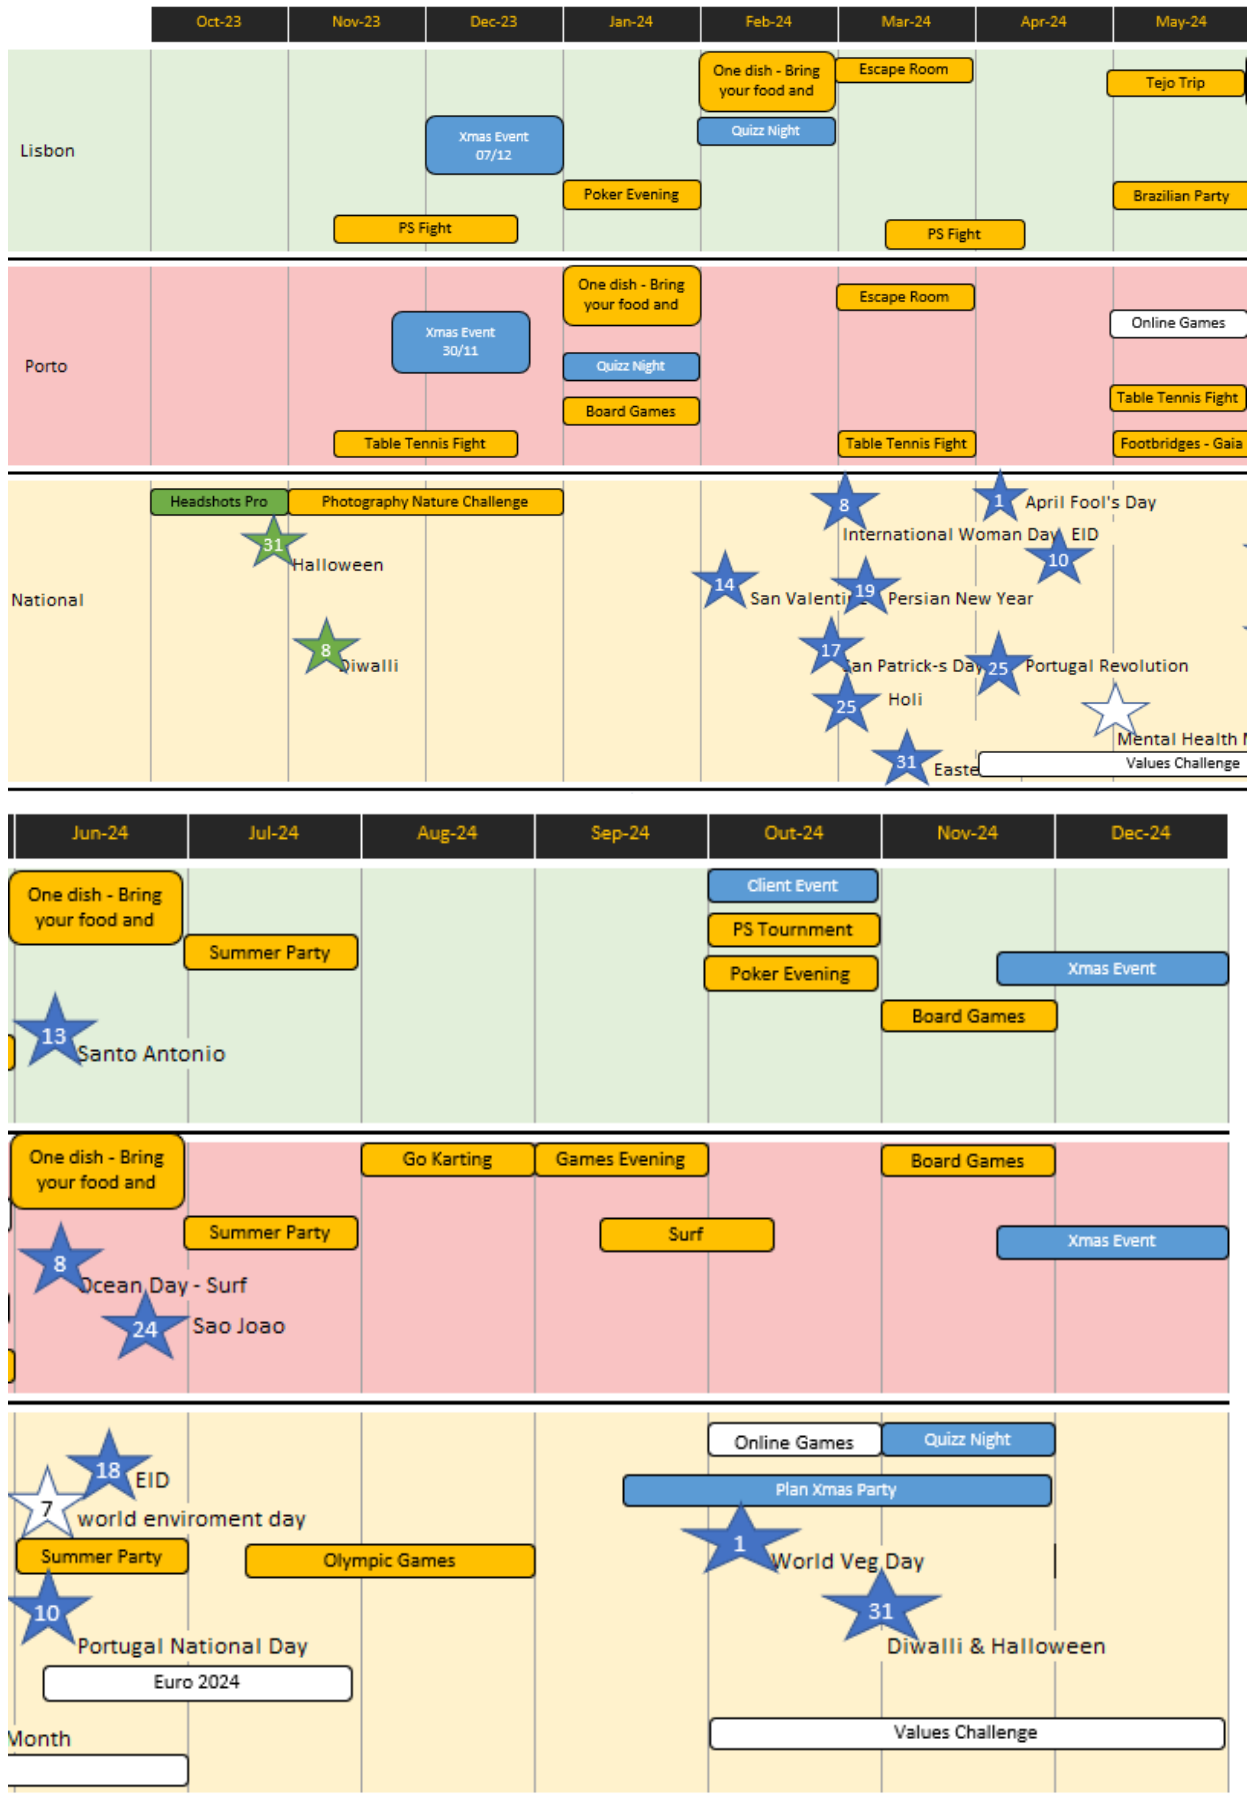 Oct-23 Nov-23 Dec-23 Jan-24 Feb-24 Mar-24 Apr-24 May-24
Lisbon
One dish - Bring
your food and
Escape Room
Tejo Trip
Quizz Night
Xmas Event
07/12
Poker Evening
Brazilian Party
PS Fight
PS Fight
Porto
One dish - Bring
your food and
Escape Room
Online Games
Xmas Event
30/11
Quizz Night
Board Games
Table Tennis Fight
Table Tennis Fight
Table Tennis Fight
Footbridges - Gaia
National
Headshots Pro
Photography Nature Challenge
8
International Woman Day
1
April Fool's Day
31
Halloween
EID
10
14
San Valentine
19
Persian New Year
8
Diwalli
17
San Patrick-s Day
25
Portugal Revolution
25
Holi
Mental Health M
31
Easte
Values Challenge
Jun-24 Jul-24 Aug-24 Sep-24 Out-24 Nov-24 Dec-24
One dish - Bring
your food and
Summer Party
Client Event
PS Tournment
Poker Evening
Xmas Event
Board Games
13
Santo Antonio
One dish - Bring
your food and
Go Karting
Games Evening
Board Games
Summer Party
Surf
Xmas Event
8
Ocean Day - Surf
24
Sao Joao
Online Games
Quizz Night
18
EID
Plan Xmas Party
7
world enviroment day
1
World Veg Day
Summer Party
Olympic Games
10
Portugal National Day
31
Diwalli & Halloween
Euro 2024
Values Challenge
Month